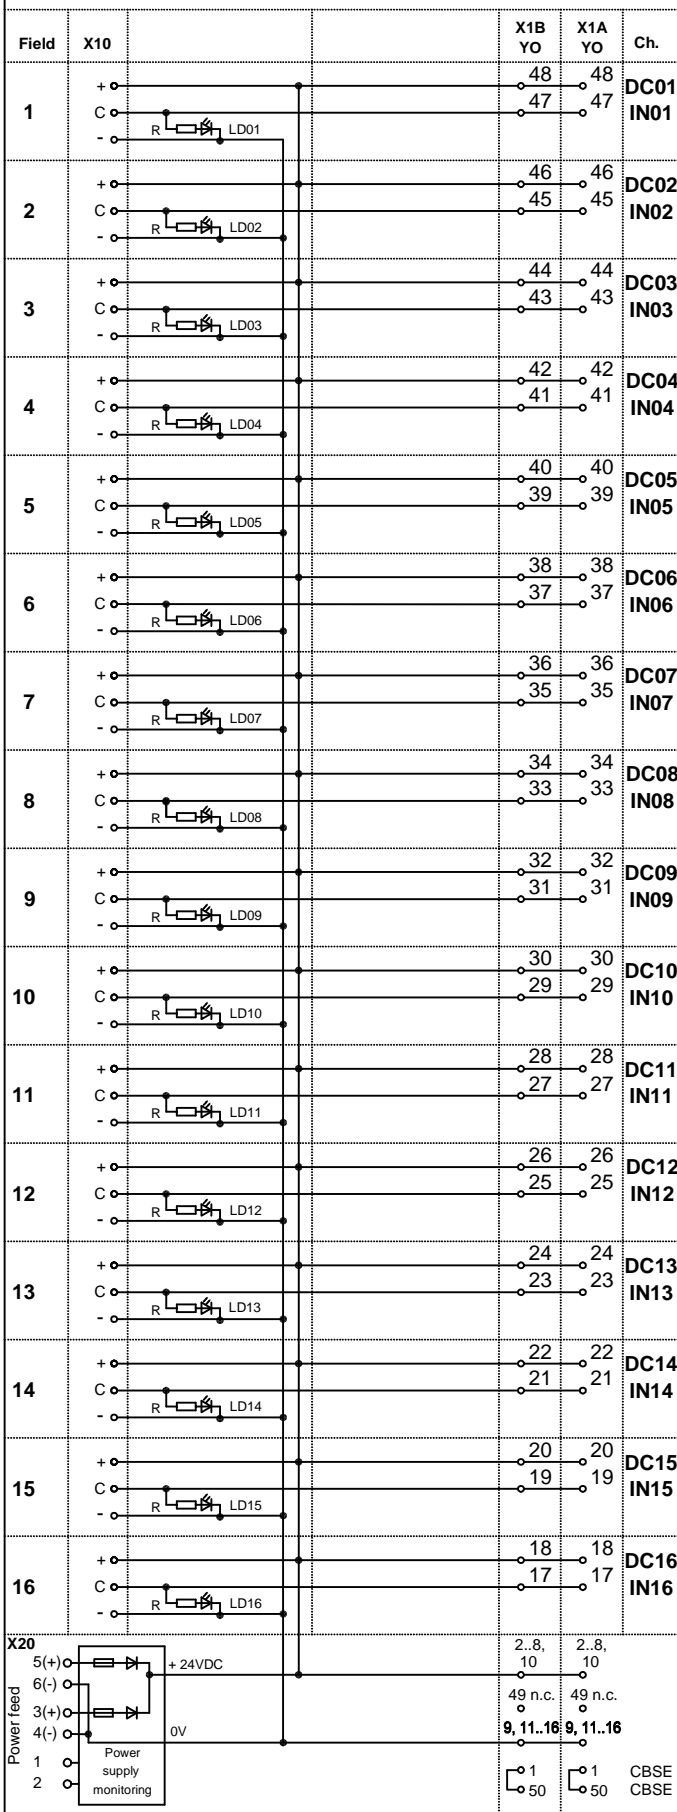 Field X10 X1B YO X1A YO Ch.
+ 48 48 DC01
1 C 47 47 IN01
- R LD01
+ 46 46 DC02
2 C 45 45 IN02
- R LD02
+ 44 44 DC03
3 C 43 43 IN03
- R LD03
+ 42 42 DC04
4 C 41 41 IN04
- R LD04
+ 40 40 DC05
5 C 39 39 IN05
- R LD05
+ 38 38 DC06
6 C 37 37 IN06
- R LD06
+ 36 36 DC07
7 C 35 35 IN07
- R LD07
+ 34 34 DC08
8 C 33 33 IN08
- R LD08
+ 32 32 DC09
9 C 31 31 IN09
- R LD09
+ 30 30 DC10
10 C 29 29 IN10
- R LD10
+ 28 28 DC11
11 C 27 27 IN11
- R LD11
+ 26 26 DC12
12 C 25 25 IN12
- R LD12
+ 24 24 DC13
13 C 23 23 IN13
- R LD13
+ 22 22 DC14
14 C 21 21 IN14
- R LD14
+ 20 20 DC15
15 C 19 19 IN15
- R LD15
+ 18 18 DC16
16 C 17 17 IN16
- R LD16
X20 2..8, 2..8,
5(+) + 24VDC 10 10
6(-) 49 n.c. 49 n.c.
3(+)
4(-) 0V 9, 11..16 9, 11..16
Power feed
Power
supply
monitoring
1 1 1 CBSE
2 50 50 CBSE